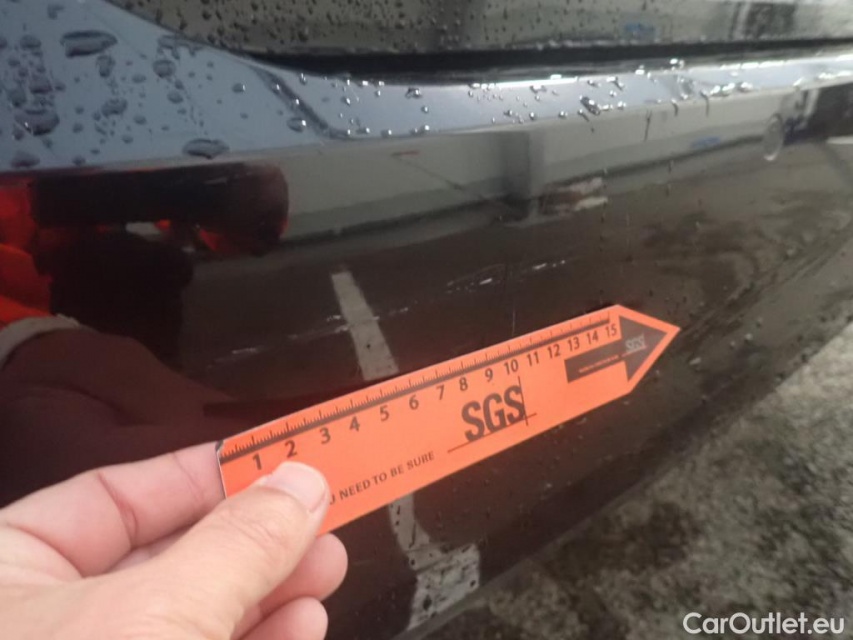 1 2 3 4 5 6 7 8 9 10 11 12 13 14 15
SGS
SGS
NEED TO BE SURE
CarOutlet.eu